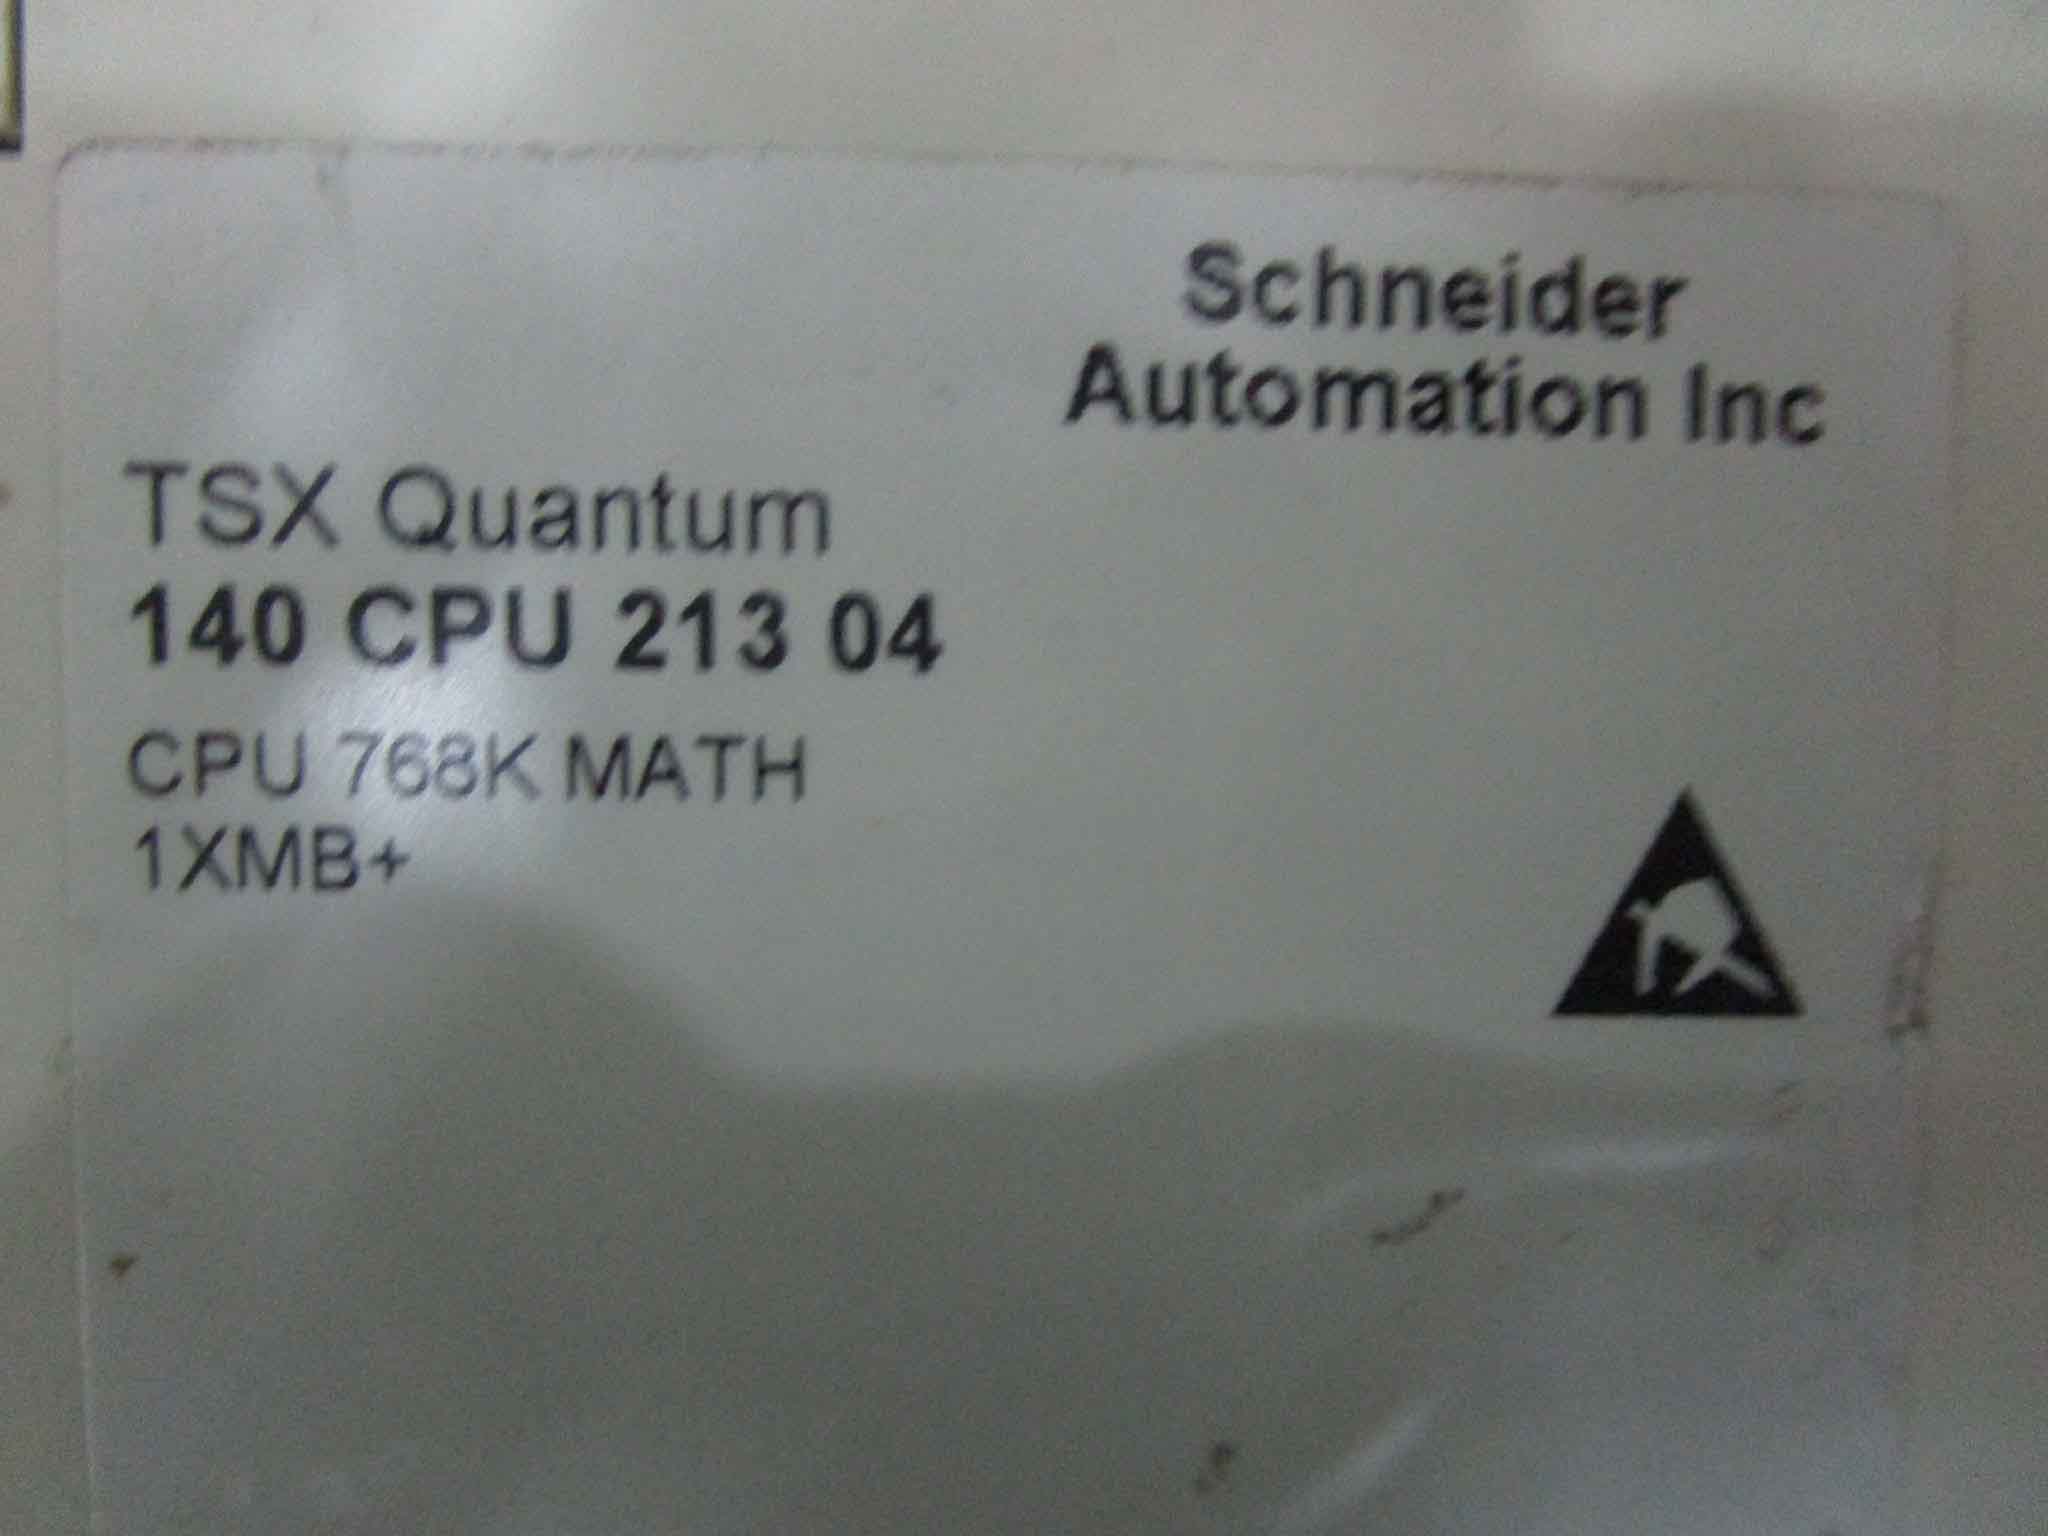 Schneider
Automation Inc
TSX Quantum
140 CPU 213 04
CPU 768K MATH
1XMB+